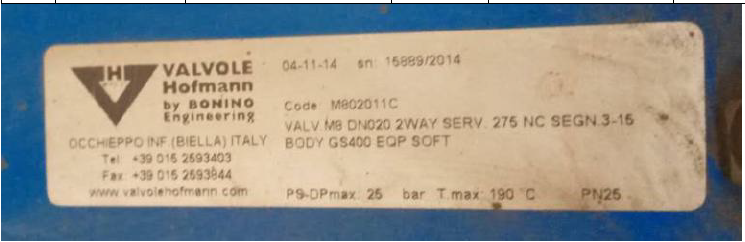 H
VALVOLE
Hofmann
by BONINO
Engineering
OCCHIEPPO INF. (BIELLA) ITALY
Tel: +39 015 2593403
Fax: +39 015 2593844
www.valvolehofmann.com
04-11-14 sn: 15889/2014
Code: M802011C
VALV.M8 DN020 2WAY SERV. 275 NC SEGN.3-15
BODY GS400 EQP SOFT
PS-DPmax: 25 bar T.max: 190 °C PN25